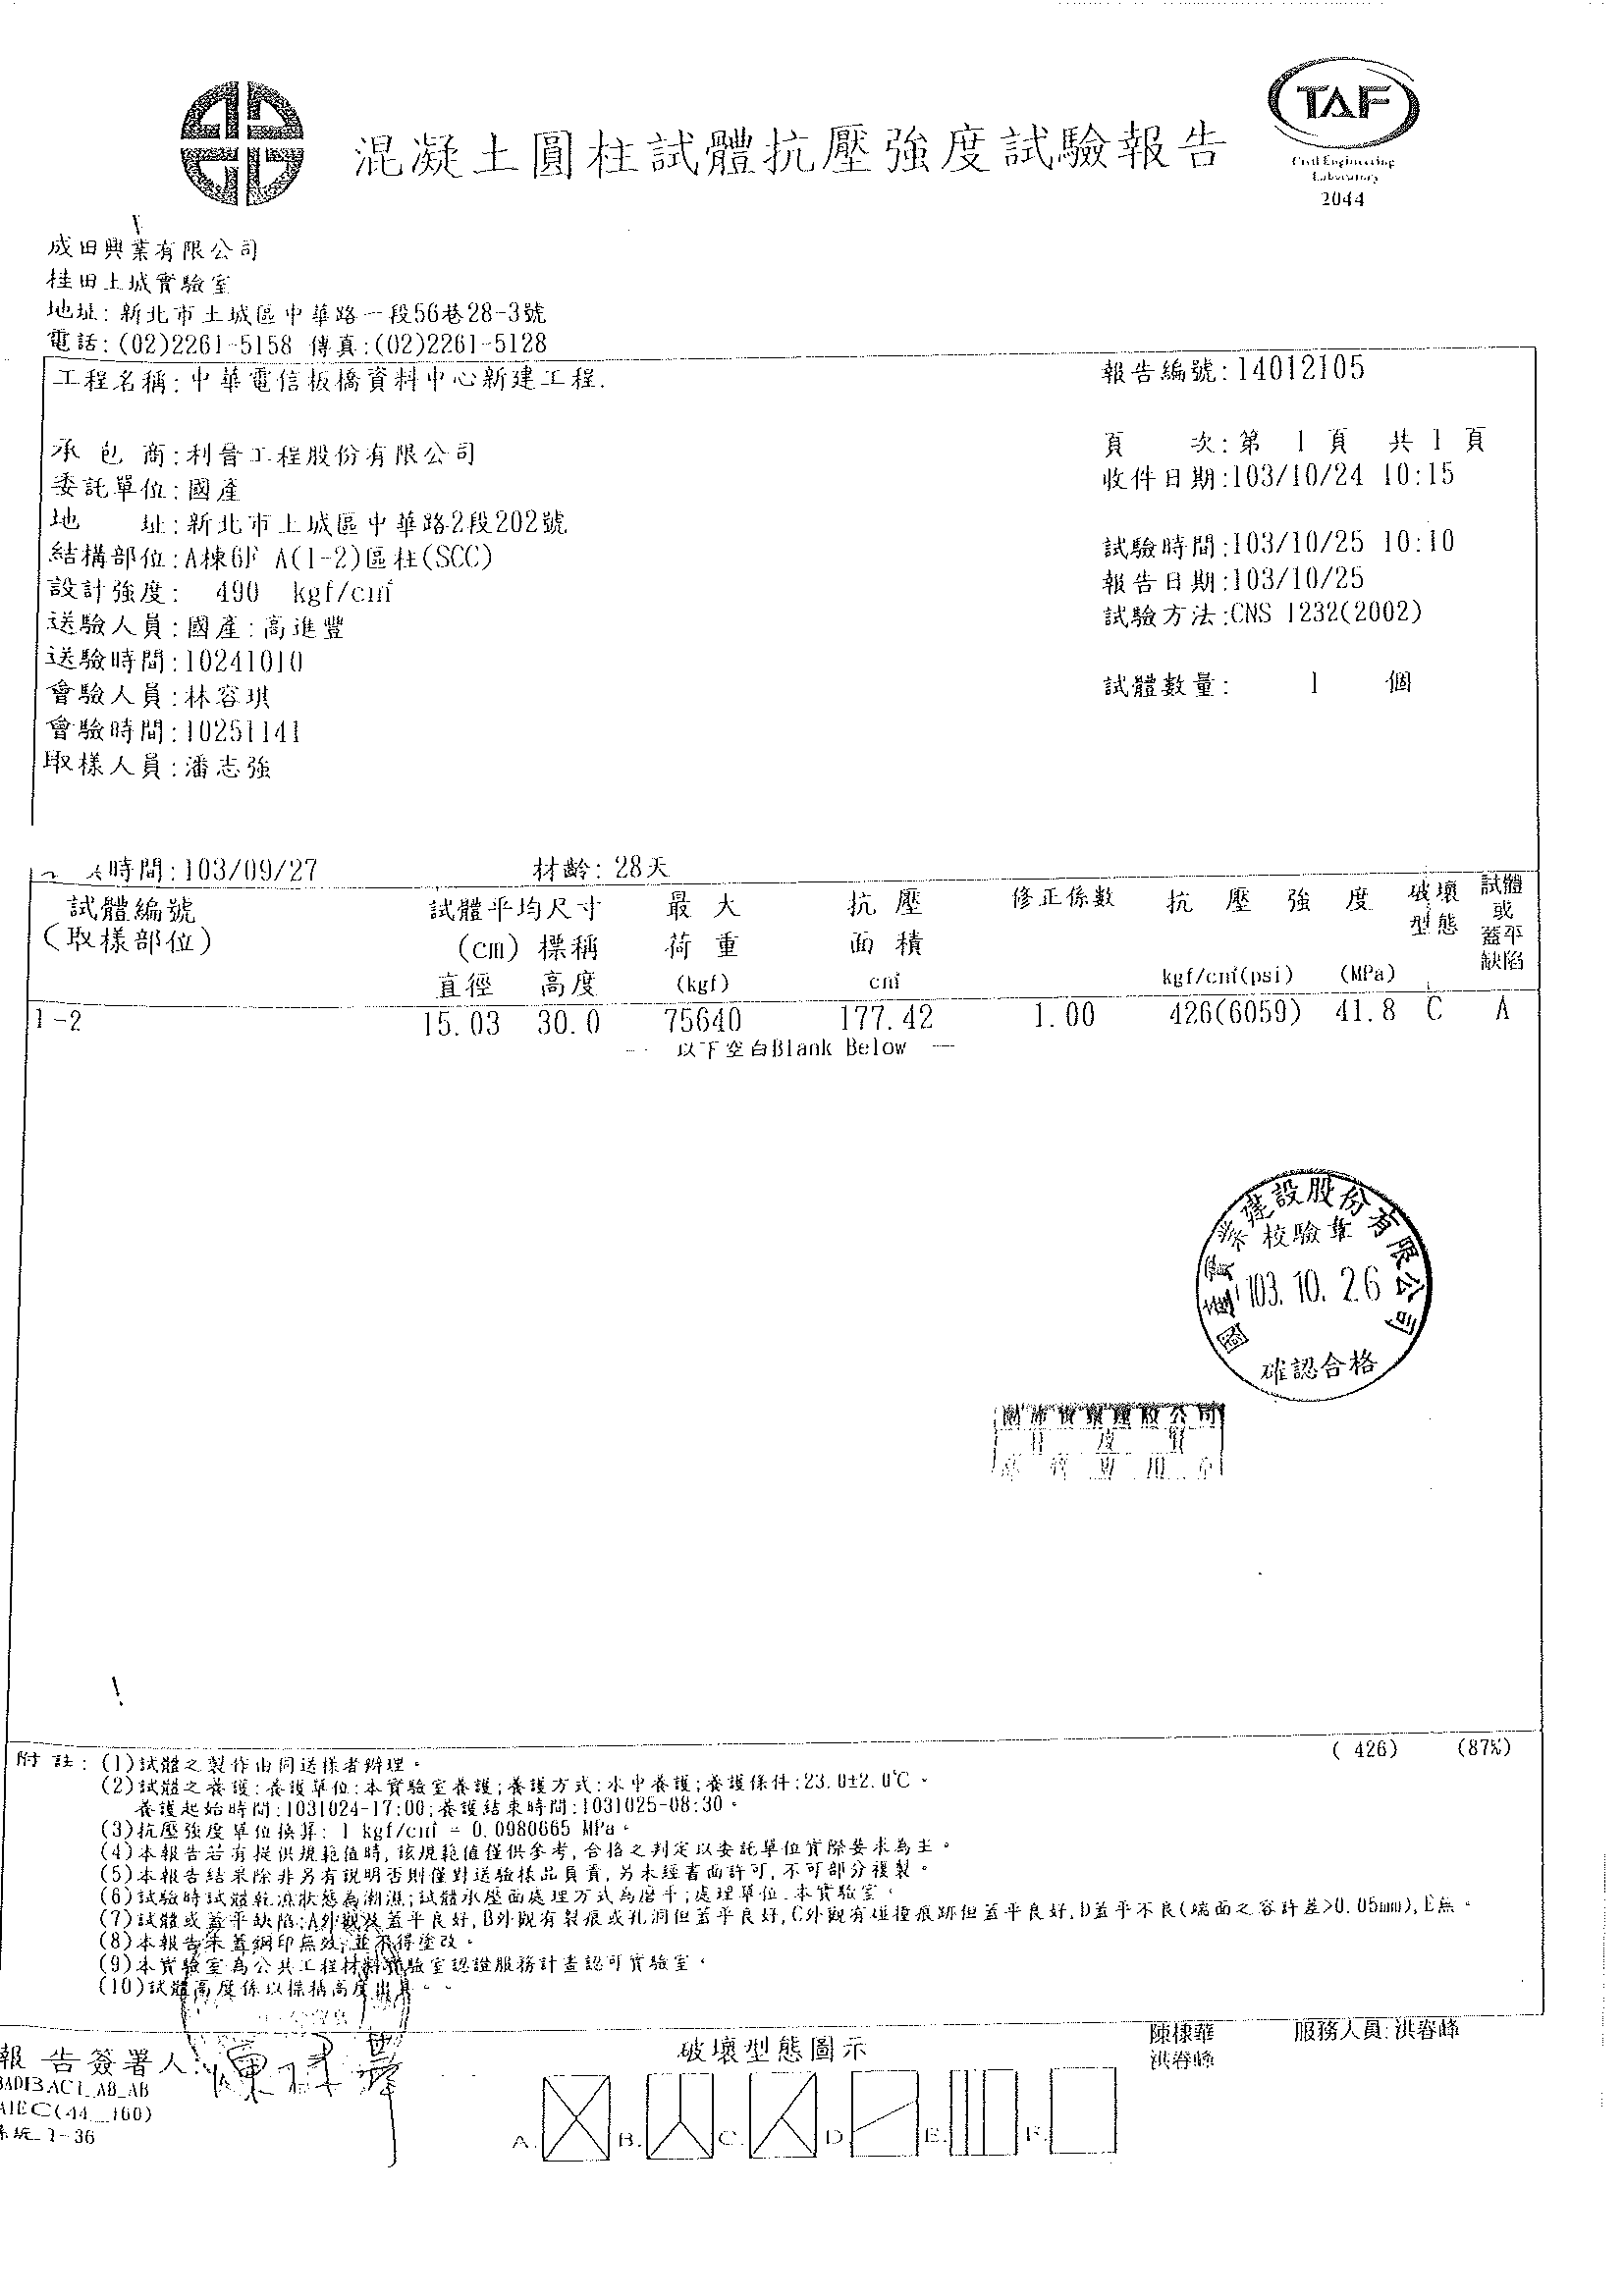 混凝土圓柱試體抗壓強度試驗報告
TAF
Civil Engineering
Laboratory
2044
成田興業有限公司
桂田土城實驗室
地址:新北市土城區中華路一段56巷28-3號
電話:(02)2261-5158 傳真:(02)2261-5128
工程名稱:中華電信板橋資料中心新建工程.
報告編號:14012105
承包商:利晉工程股份有限公司
頁 次:第 1 頁 共 1 頁
委託單位:國產
收件日期:103/10/24 10:15
地 址:新北市土城區中華路2段202號
結構部位:A棟6F A(1-2)區柱(SCC)
試驗時間:103/10/25 10:10
設計強度: 490 kgf/c㎡
報告日期:103/10/25
送驗人員:國產:高進豐
試驗方法:CNS 1232(2002)
送驗時間:10241010
會驗人員:林容琪
試體數量: 1 個
會驗時間:10251141
取樣人員:潘志強
時間:103/09/27 材齡: 28天
試體編號 試體平均尺寸 最大 抗壓 修正係數 抗壓強度 破壞 試體
(取樣部位) (cm) 標稱 荷重 面積 型態 或
蓋平
直徑 高度 (kgf) c㎡ kgf/c㎡(psi) (MPa) 缺陷
1-2 15.03 30.0 75640 177.42 1.00 426(6059) 41.8 C A
以下空白Blank Below
建設股份有限公司
校驗章
103.10.26
確認合格
附註:(1)試體之製作由同送樣者辦理。 ( 426) (87%)
(2)試體之養護:養護單位:本實驗室養護;養護方式:水中養護;養護條件:23.0±2.0℃。
養護起始時間:1031024-17:00;養護結束時間:1031025-08:30。
(3)抗壓強度單位換算: 1 kgf/c㎡ = 0.0980665 MPa。
(4)本報告若有提供規範值時,該規範值僅供參考,合格之判定以委託單位實際要求為主。
(5)本報告結果除非另有說明否則僅對送驗樣品負責,另未經書面許可,不可部分複製。
(6)試驗時試體乾濕狀態為潮濕;試體承壓面處理方式為磨平;處理單位:本實驗室。
(7)試體或蓋平缺陷:A外觀及蓋平良好,B外觀有裂痕或孔洞但蓋平良好,C外觀有碰撞痕跡但蓋平良好,D蓋平不良(端面之容許差>0.05mm),E無。
(8)本報告未蓋鋼印無效,並不得塗改。
(9)本實驗室為公共工程材料實驗室認證服務計畫認可實驗室。
(10)試體高度係以標稱高度出具。
報告簽署人:
破壞型態圖示
陳棣華 服務人員:洪春峰
洪春峰
A. B. C. D E. F.